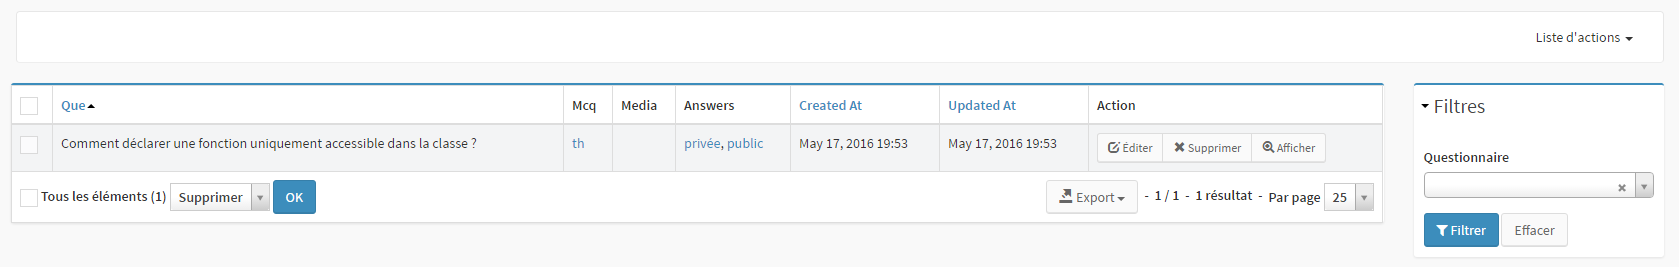 Liste d'actions
Que Mcq Media Answers Created At Updated At Action
Comment déclarer une fonction uniquement accessible dans la classe ? th privée, public May 17, 2016 19:53 May 17, 2016 19:53 Éditer Supprimer Afficher
Tous les éléments (1) Supprimer OK Export - 1 / 1 - 1 résultat - Par page 25
Filtres
Questionnaire
Filtrer Effacer